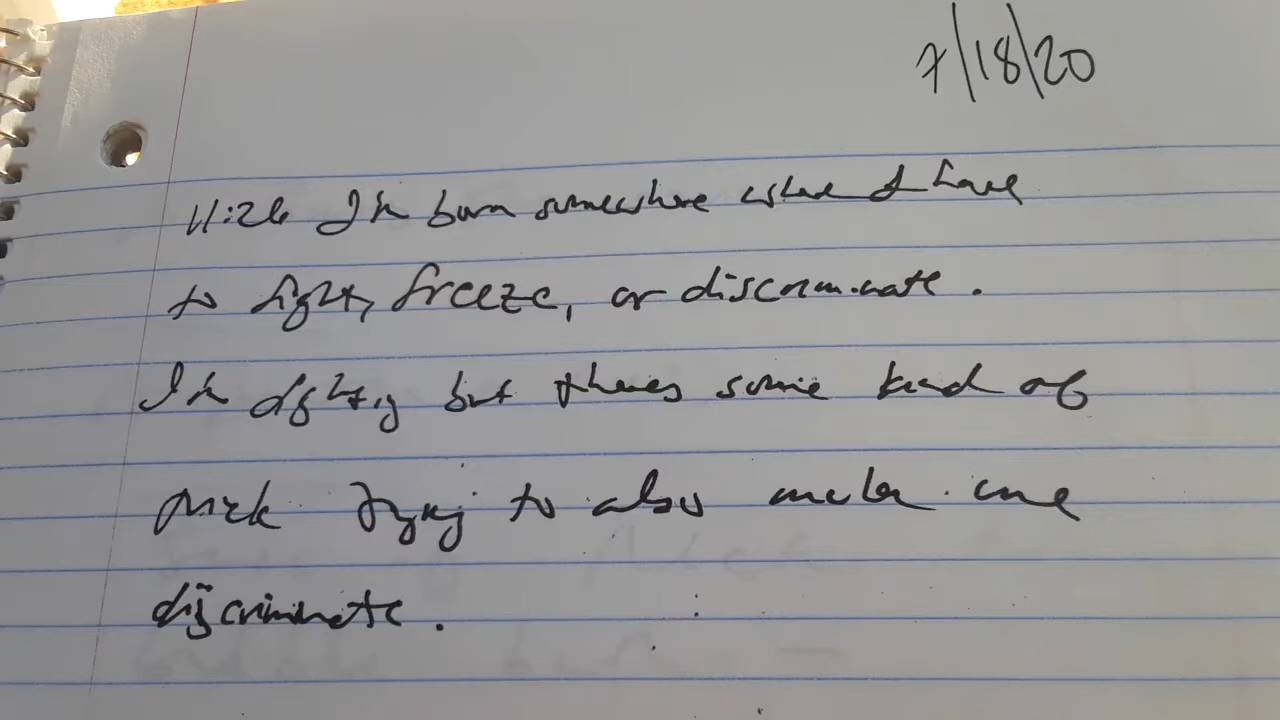 7/18/20
11:26 I'm born somewhere where I have
to fight, freeze, or discriminate.
I'm fighting but there's some kind of
trying to also make me
discriminate.